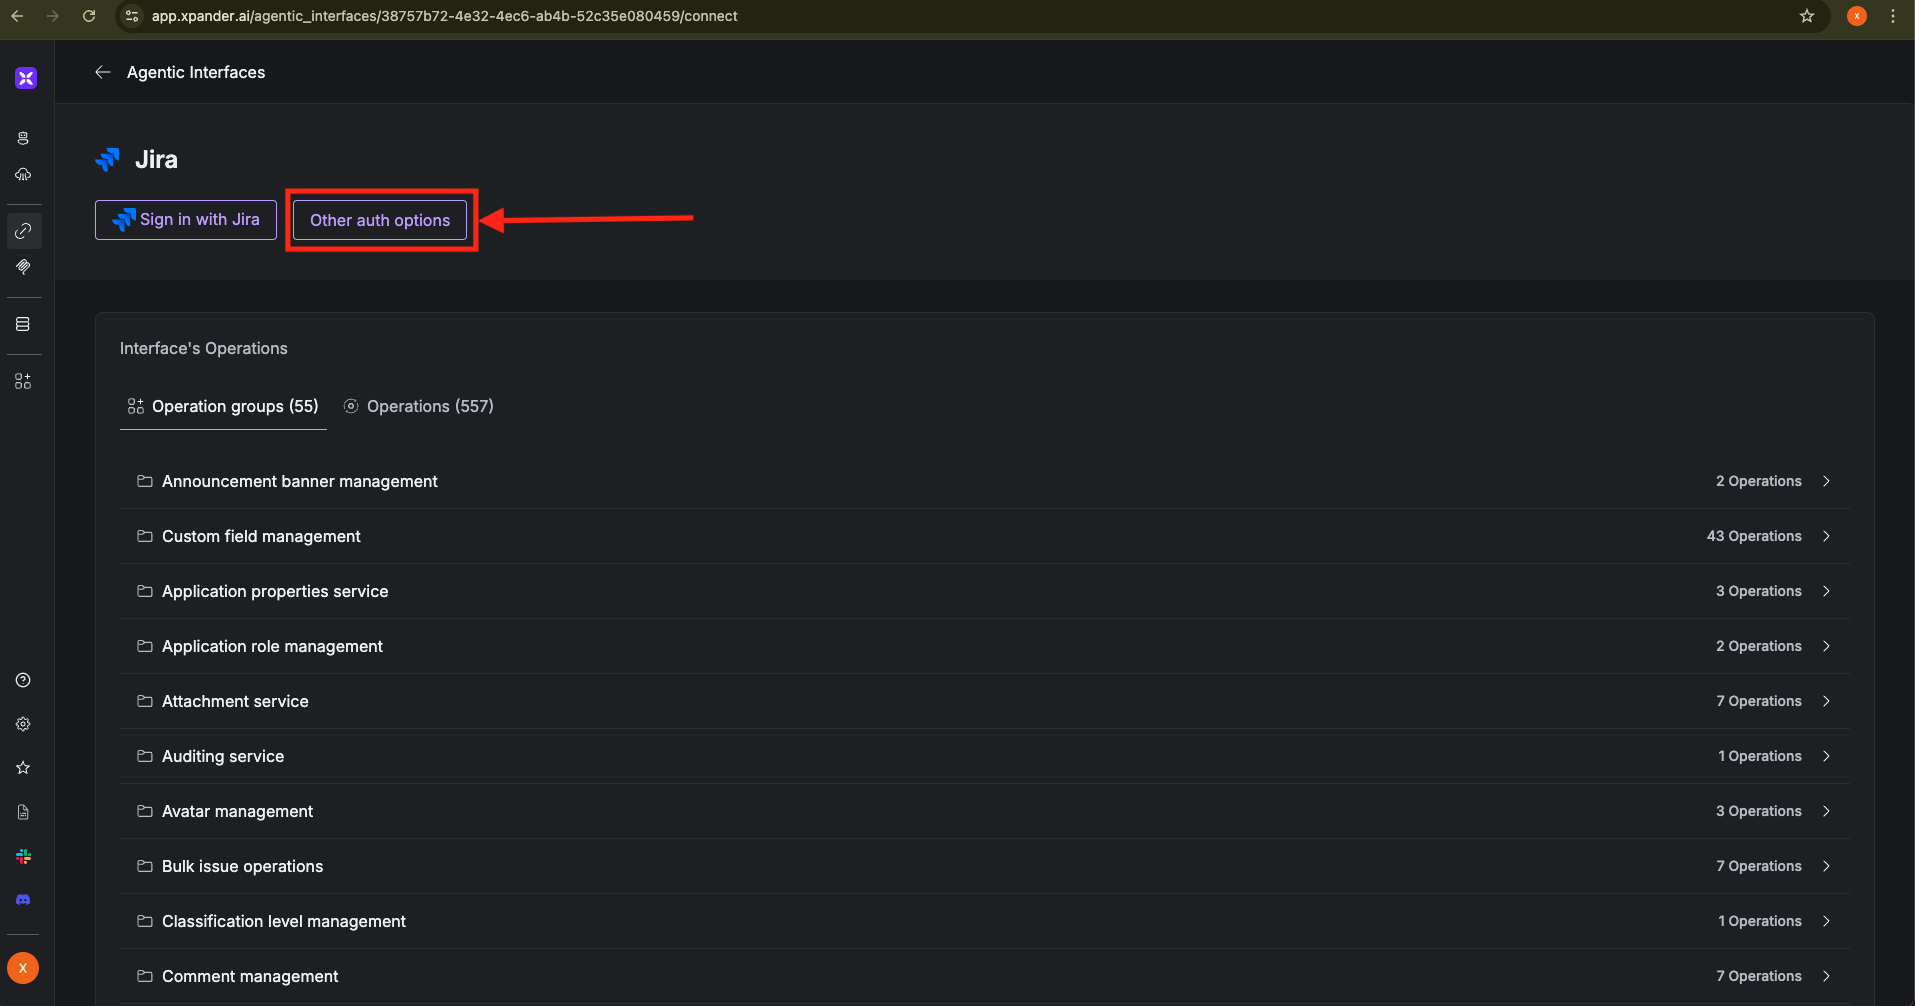 app.xpander.ai/agentic_interfaces/38757b72-4e32-4ec6-ab4b-52c35e080459/connect
x
Agentic Interfaces
Jira
Sign in with Jira
Other auth options
Interface's Operations
Operation groups (55)
Operations (557)
Announcement banner management
2 Operations
Custom field management
43 Operations
Application properties service
3 Operations
Application role management
2 Operations
Attachment service
7 Operations
Auditing service
1 Operations
Avatar management
3 Operations
Bulk issue operations
7 Operations
Classification level management
1 Operations
Comment management
7 Operations
X